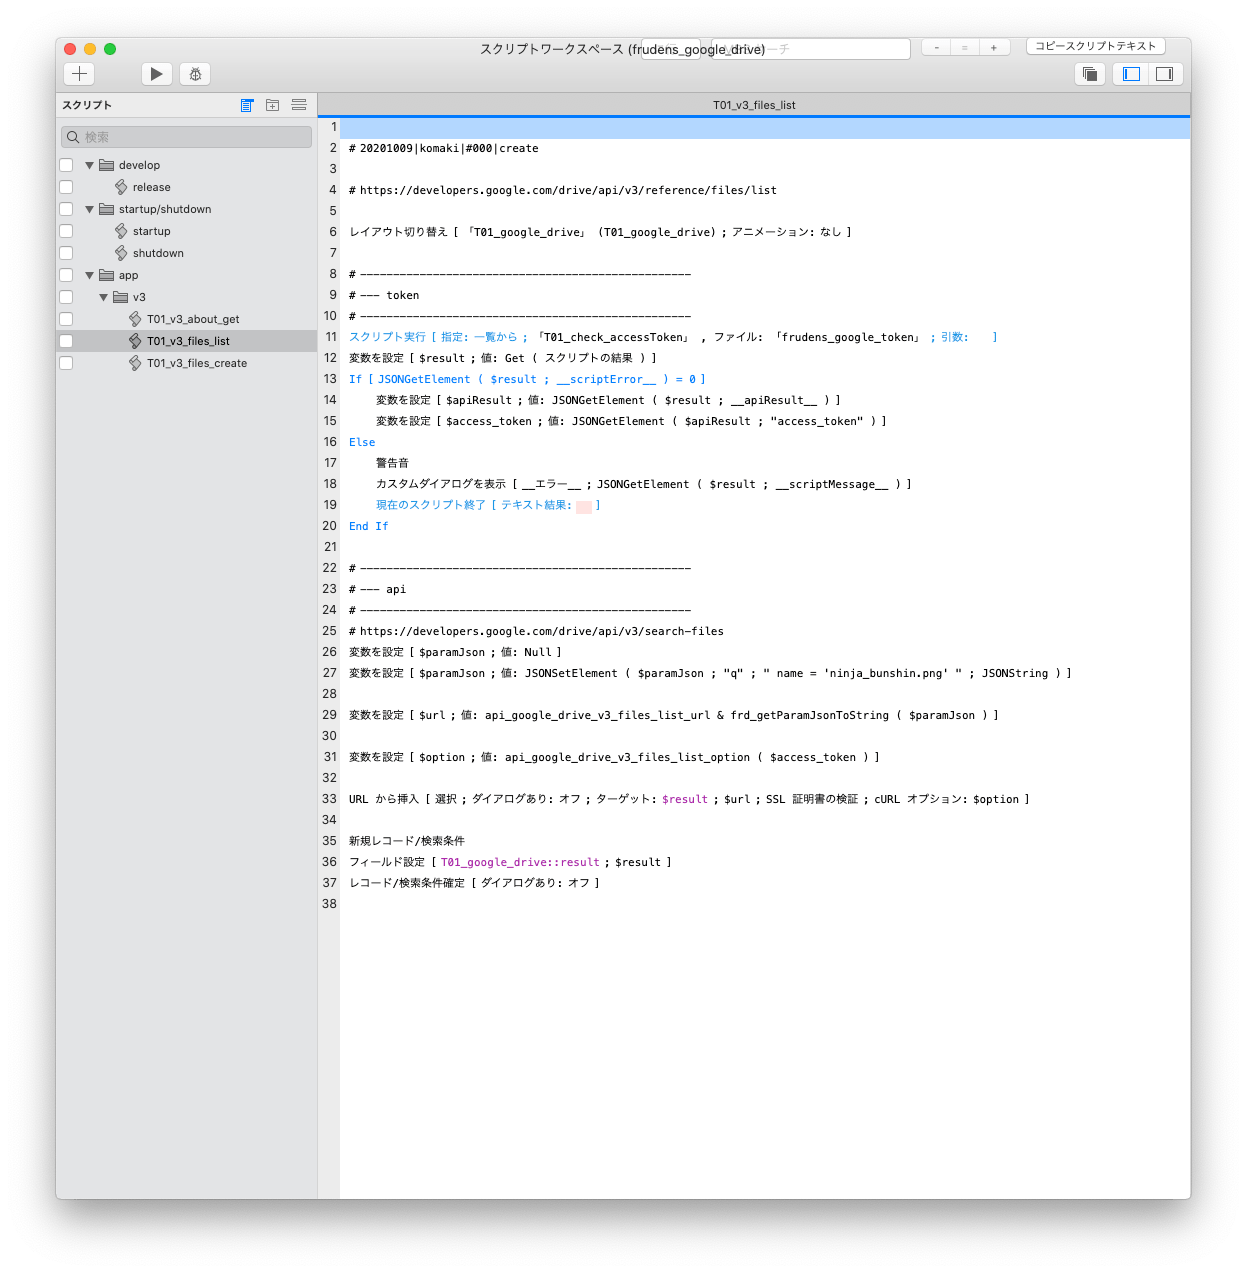 スクリプトワークスペース (frudens_google_drive)
- = +
コピースクリプトテキスト
スクリプト
検索
develop
release
startup/shutdown
startup
shutdown
app
v3
T01_v3_about_get
T01_v3_files_list
T01_v3_files_create
T01_v3_files_list
1
2 # 20201009|komaki|#000|create
3
4 # https://developers.google.com/drive/api/v3/reference/files/list
5
6 レイアウト切り替え [ 「T01_google_drive」 (T01_google_drive) ; アニメーション: なし ]
7
8 # --------------------------------------------------
9 # --- token
10 # --------------------------------------------------
11 スクリプト実行 [ 指定: 一覧から ; 「T01_check_accessToken」 , ファイル: 「frudens_google_token」 ; 引数: ]
12 変数を設定 [ $result ; 値: Get ( スクリプトの結果 ) ]
13 If [ JSONGetElement ( $result ; __scriptError__ ) = 0 ]
14 変数を設定 [ $apiResult ; 値: JSONGetElement ( $result ; __apiResult__ ) ]
15 変数を設定 [ $access_token ; 値: JSONGetElement ( $apiResult ; "access_token" ) ]
16 Else
17 警告音
18 カスタムダイアログを表示 [ __エラー__ ; JSONGetElement ( $result ; __scriptMessage__ ) ]
19 現在のスクリプト終了 [ テキスト結果: ]
20 End If
21
22 # --------------------------------------------------
23 # --- api
24 # --------------------------------------------------
25 # https://developers.google.com/drive/api/v3/search-files
26 変数を設定 [ $paramJson ; 値: Null ]
27 変数を設定 [ $paramJson ; 値: JSONSetElement ( $paramJson ; "q" ; " name = 'ninja_bunshin.png' " ; JSONString ) ]
28
29 変数を設定 [ $url ; 値: api_google_drive_v3_files_list_url & frd_getParamJsonToString ( $paramJson ) ]
30
31 変数を設定 [ $option ; 値: api_google_drive_v3_files_list_option ( $access_token ) ]
32
33 URL から挿入 [ 選択 ; ダイアログあり: オフ ; ターゲット: $result ; $url ; SSL 証明書の検証 ; cURL オプション: $option ]
34
35 新規レコード/検索条件
36 フィールド設定 [ T01_google_drive::result ; $result ]
37 レコード/検索条件確定 [ ダイアログあり: オフ ]
38